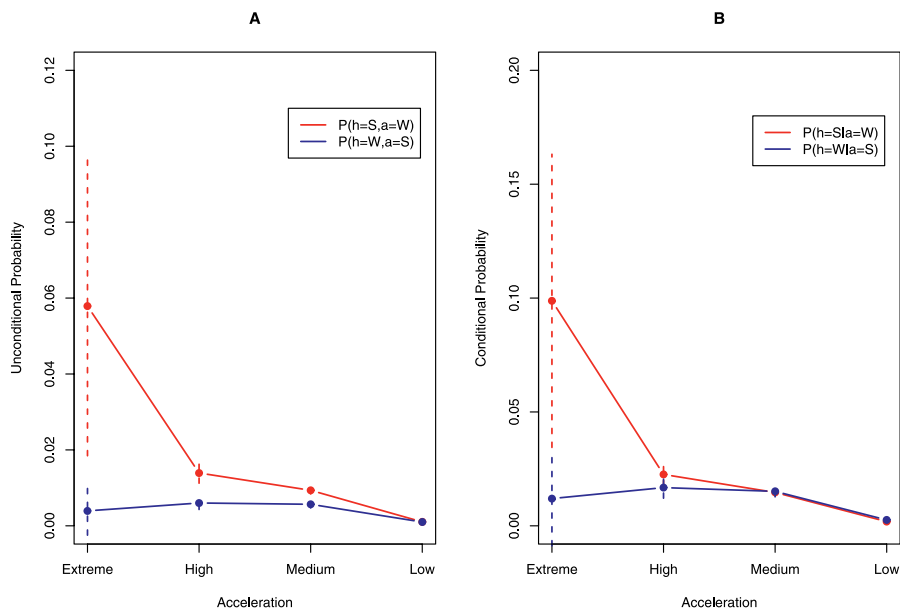 A
Unconditional Probability
0.12
0.10
0.08
0.06
0.04
0.02
0.00
P(h=S,a=W)
P(h=W,a=S)
Extreme High Medium Low
Acceleration
B
Conditional Probability
0.20
0.15
0.10
0.05
0.00
P(h=S|a=W)
P(h=W|a=S)
Extreme High Medium Low
Acceleration